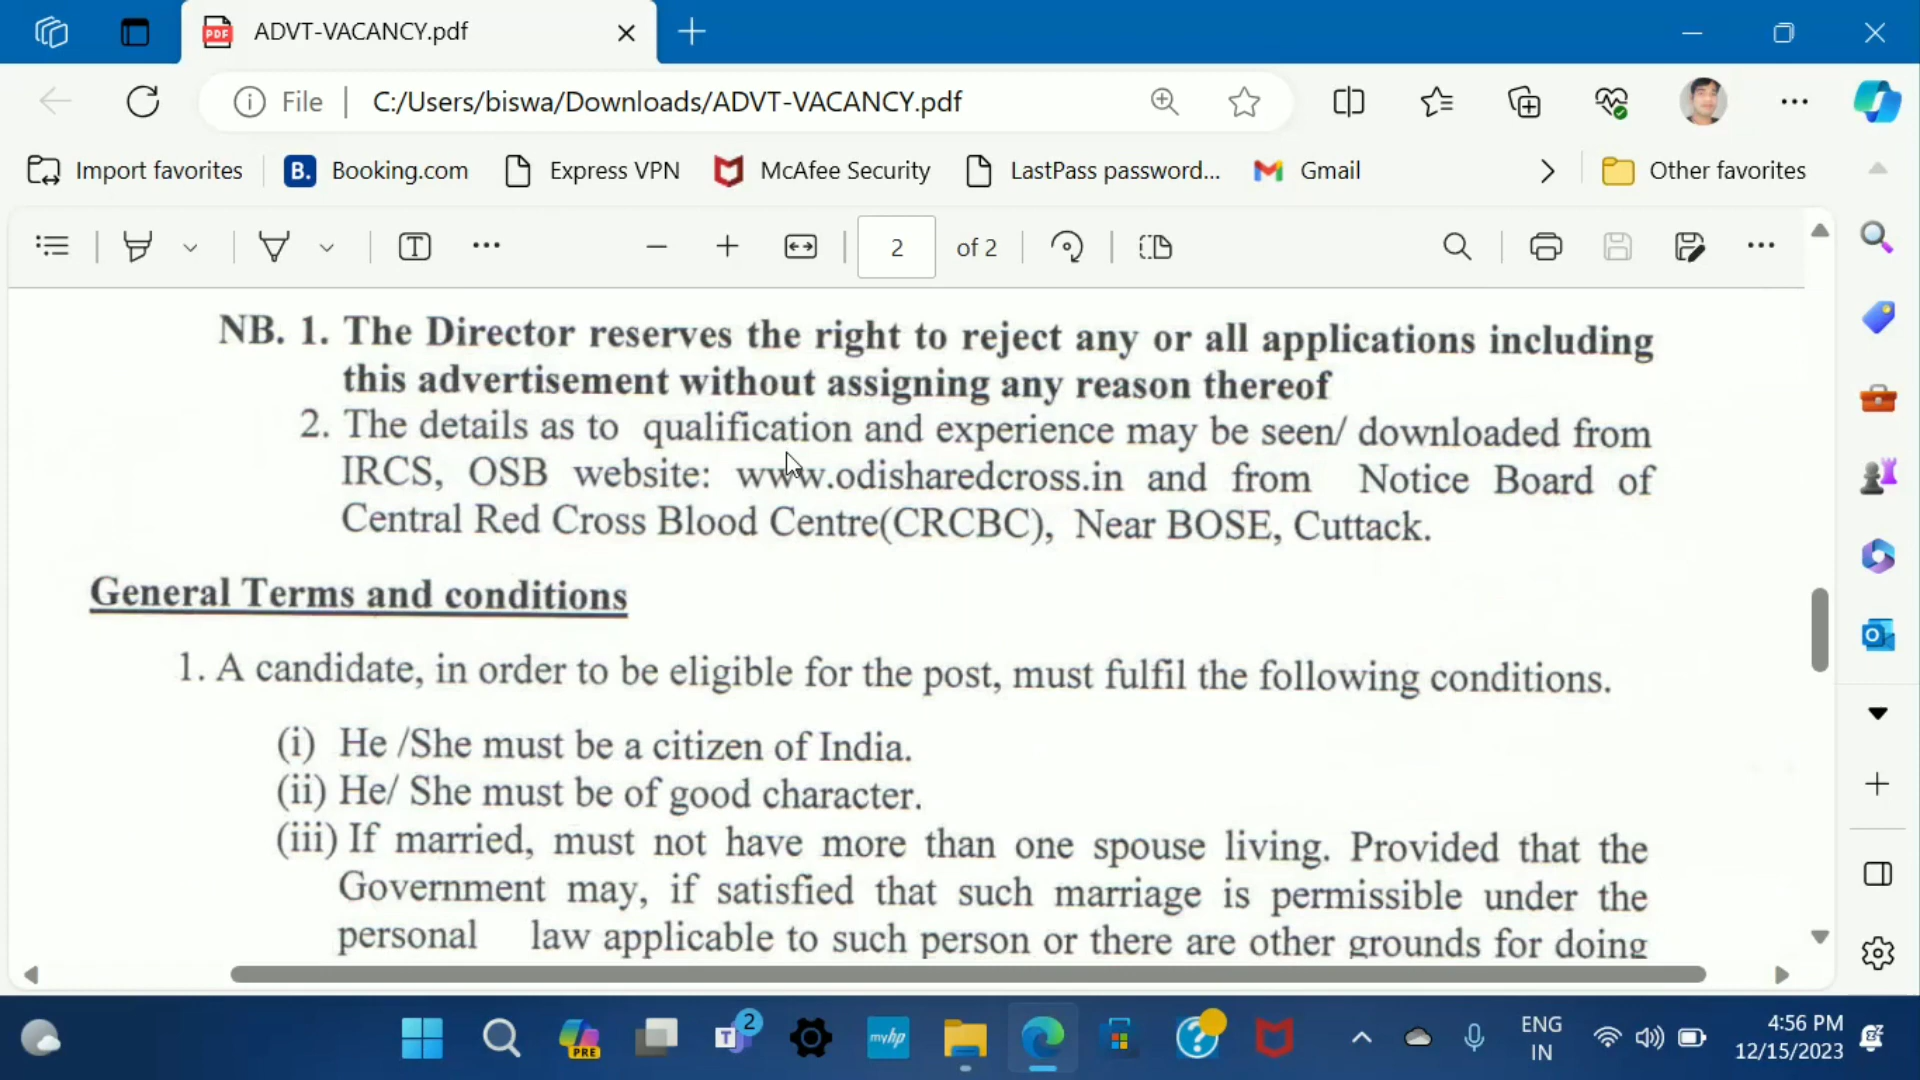 ADVT-VACANCY.pdf
File
C:/Users/biswa/Downloads/ADVT-VACANCY.pdf
Import favorites
B.
Booking.com
Express VPN
McAfee Security
LastPass password...
Gmail
Other favorites
2 of 2
NB. 1. The Director reserves the right to reject any or all applications including
this advertisement without assigning any reason thereof
2. The details as to qualification and experience may be seen/ downloaded from
IRCS, OSB website: www.odisharedcross.in and from Notice Board of
Central Red Cross Blood Centre(CRCBC), Near BOSE, Cuttack.
General Terms and conditions
1. A candidate, in order to be eligible for the post, must fulfil the following conditions.
(i) He /She must be a citizen of India.
(ii) He/ She must be of good character.
(iii) If married, must not have more than one spouse living. Provided that the
Government may, if satisfied that such marriage is permissible under the
personal law applicable to such person or there are other grounds for doing
PRE
T 2
myhp
ENG
IN
4:56 PM
12/15/2023